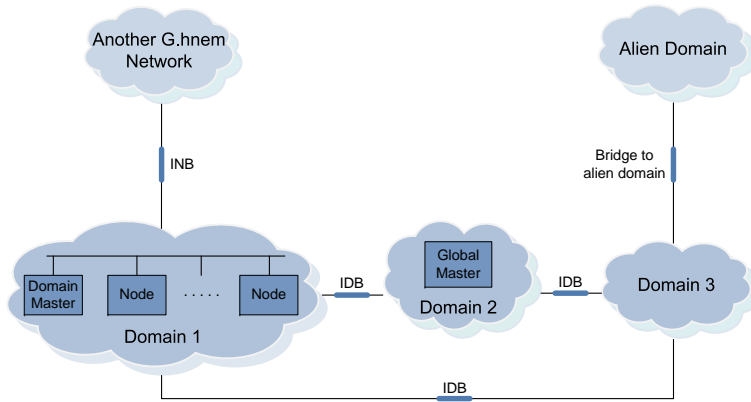 Another G.hnem
Network
Alien Domain
INB
Bridge to
alien domain
Domain
Master
Node
. . . . .
Node
IDB
Global
Master
IDB
Domain 3
Domain 2
Domain 1
IDB